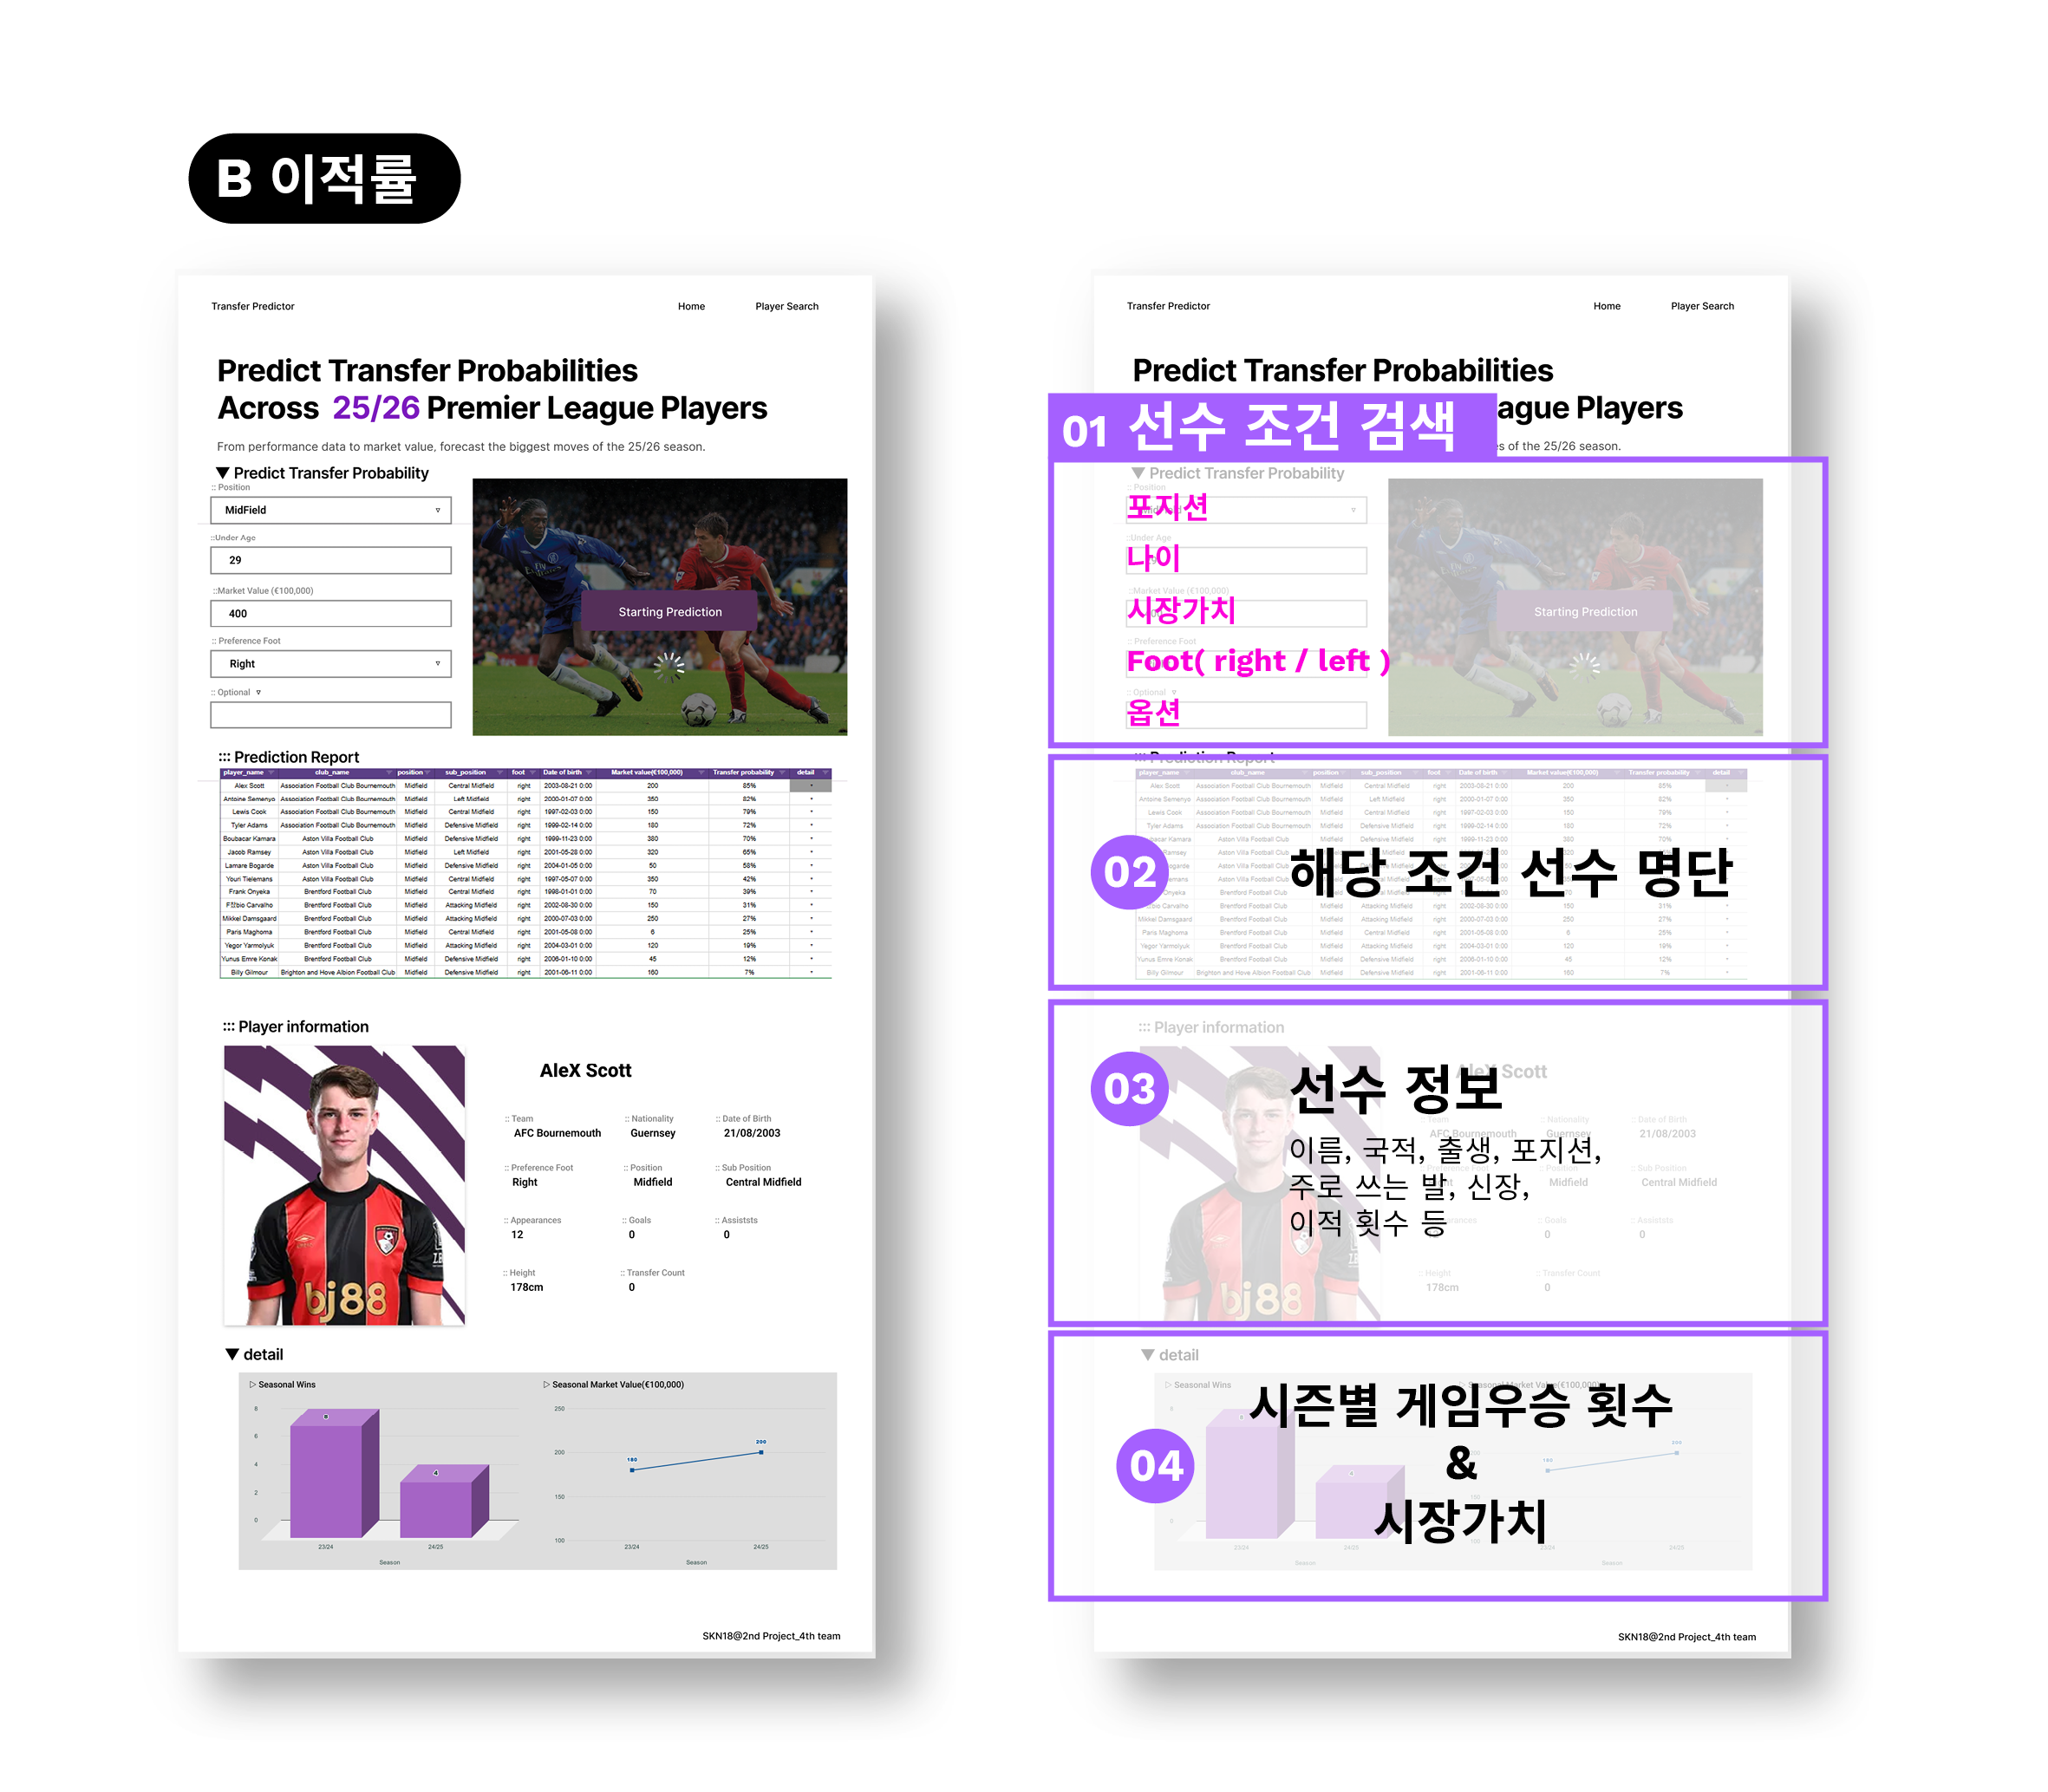 B 이적률
Transfer Predictor
Home
Player Search
Predict Transfer Probabilities
Across 25/26 Premier League Players
From performance data to market value, forecast the biggest moves of the 25/26 season.
▼ Predict Transfer Probability
:: Position
MidField
::Under Age
29
::Market Value (€100,000)
400
:: Preference Foot
Right
:: Optional
Starting Prediction
::: Prediction Report
player_name club_name position sub_position foot Date of birth Market value(€100,000) Transfer probability detail
Alex Scott Association Football Club Bournemouth Midfield Central Midfield right 2003-08-21 0:00 200 85%
Antoine Semenyo Association Football Club Bournemouth Midfield Left Midfield right 2000-01-07 0:00 350 82%
Lewis Cook Association Football Club Bournemouth Midfield Central Midfield right 1997-02-03 0:00 150 79%
Tyler Adams Association Football Club Bournemouth Midfield Defensive Midfield right 1999-02-14 0:00 180 72%
Boubacar Kamara Aston Villa Football Club Midfield Defensive Midfield right 1999-11-23 0:00 380 70%
Jacob Ramsey Aston Villa Football Club Midfield Left Midfield right 2001-05-28 0:00 320 65%
Lamare Bogarde Aston Villa Football Club Midfield Defensive Midfield right 2004-01-05 0:00 50 58%
Youri Tielemans Aston Villa Football Club Midfield Central Midfield right 1997-05-07 0:00 350 42%
Frank Onyeka Brentford Football Club Midfield Central Midfield right 1998-01-01 0:00 70 39%
Carvalho Brentford Football Club Midfield Attacking Midfield right 2002-08-30 0:00 150 31%
Mikkel Damsgaard Brentford Football Club Midfield Attacking Midfield right 2000-07-03 0:00 250 27%
Paris Maghoma Brentford Football Club Midfield Central Midfield right 2001-05-08 0:00 6 25%
Yegor Yarmolyuk Brentford Football Club Midfield Attacking Midfield right 2004-03-01 0:00 120 19%
Yunus Emre Konak Brentford Football Club Midfield Defensive Midfield right 2006-01-10 0:00 45 12%
Billy Gilmour Brighton and Hove Albion Football Club Midfield Defensive Midfield right 2001-06-11 0:00 160 7%
::: Player information
AleX Scott
:: Team :: Nationality :: Date of Birth
AFC Bournemouth Guernsey 21/08/2003
:: Preference Foot :: Position :: Sub Position
Right Midfield Central Midfield
:: Appearances :: Goals :: Assiststs
12 0 0
:: Height :: Transfer Count
178cm 0
bj88
▼ detail
▷ Seasonal Wins
8
6
4
2
0
8
4
23/24 24/25
Season
▷ Seasonal Market Value(€100,000)
250
200
150
100
180
200
23/24 24/25
Season
SKN18@2nd Project_4th team
Transfer Predictor
Home
Player Search
Predict Transfer Probabilities
ague Players
01 선수 조건 검색
s of the 25/26 season.
▼ Predict Transfer Probability
포지션
나이
시장가치
Foot( right / left )
옵션
Starting Prediction
02 해당 조건 선수 명단
::: Player information
03 선수 정보
이름, 국적, 출생, 포지션,
주로 쓰는 발, 신장,
이적 횟수 등
▼ detail
04
시즌별 게임우승 횟수
&
시장가치
SKN18@2nd Project_4th team